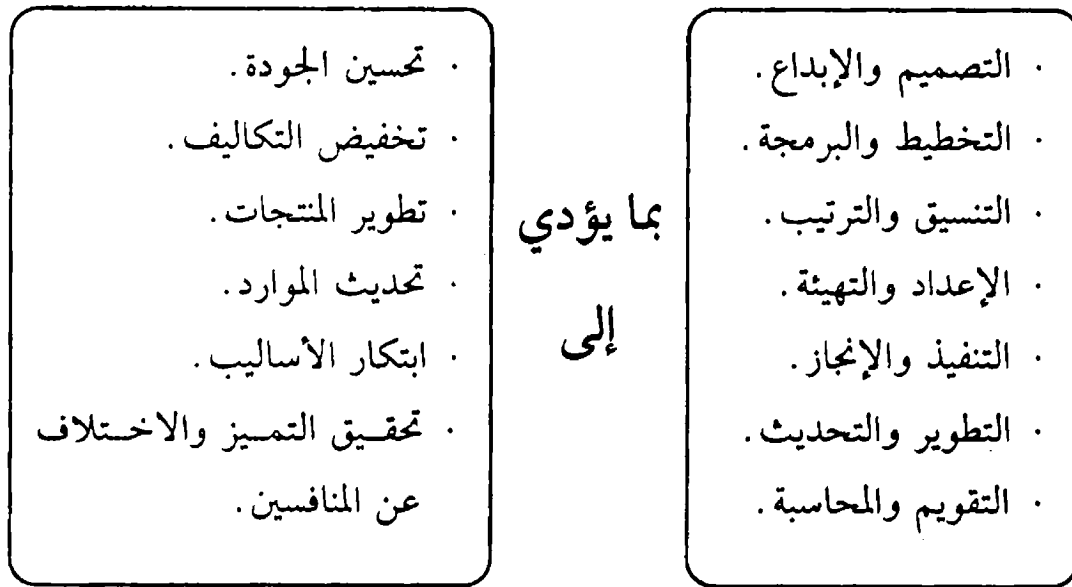 · التصميم والإبداع.
· التخطيط والبرمجة.
· التنسيق والترتيب.
· الإعداد والتهيئة.
· التنفيذ والإنجاز.
· التطوير والتحديث.
· التقويم والمحاسبة.
بما يؤدي
إلى
· تحسين الجودة.
· تخفيض التكاليف.
· تطوير المنتجات.
· تحديث الموارد.
· ابتكار الأساليب.
· تحقيق التميز والاختلاف
عن المنافسين.